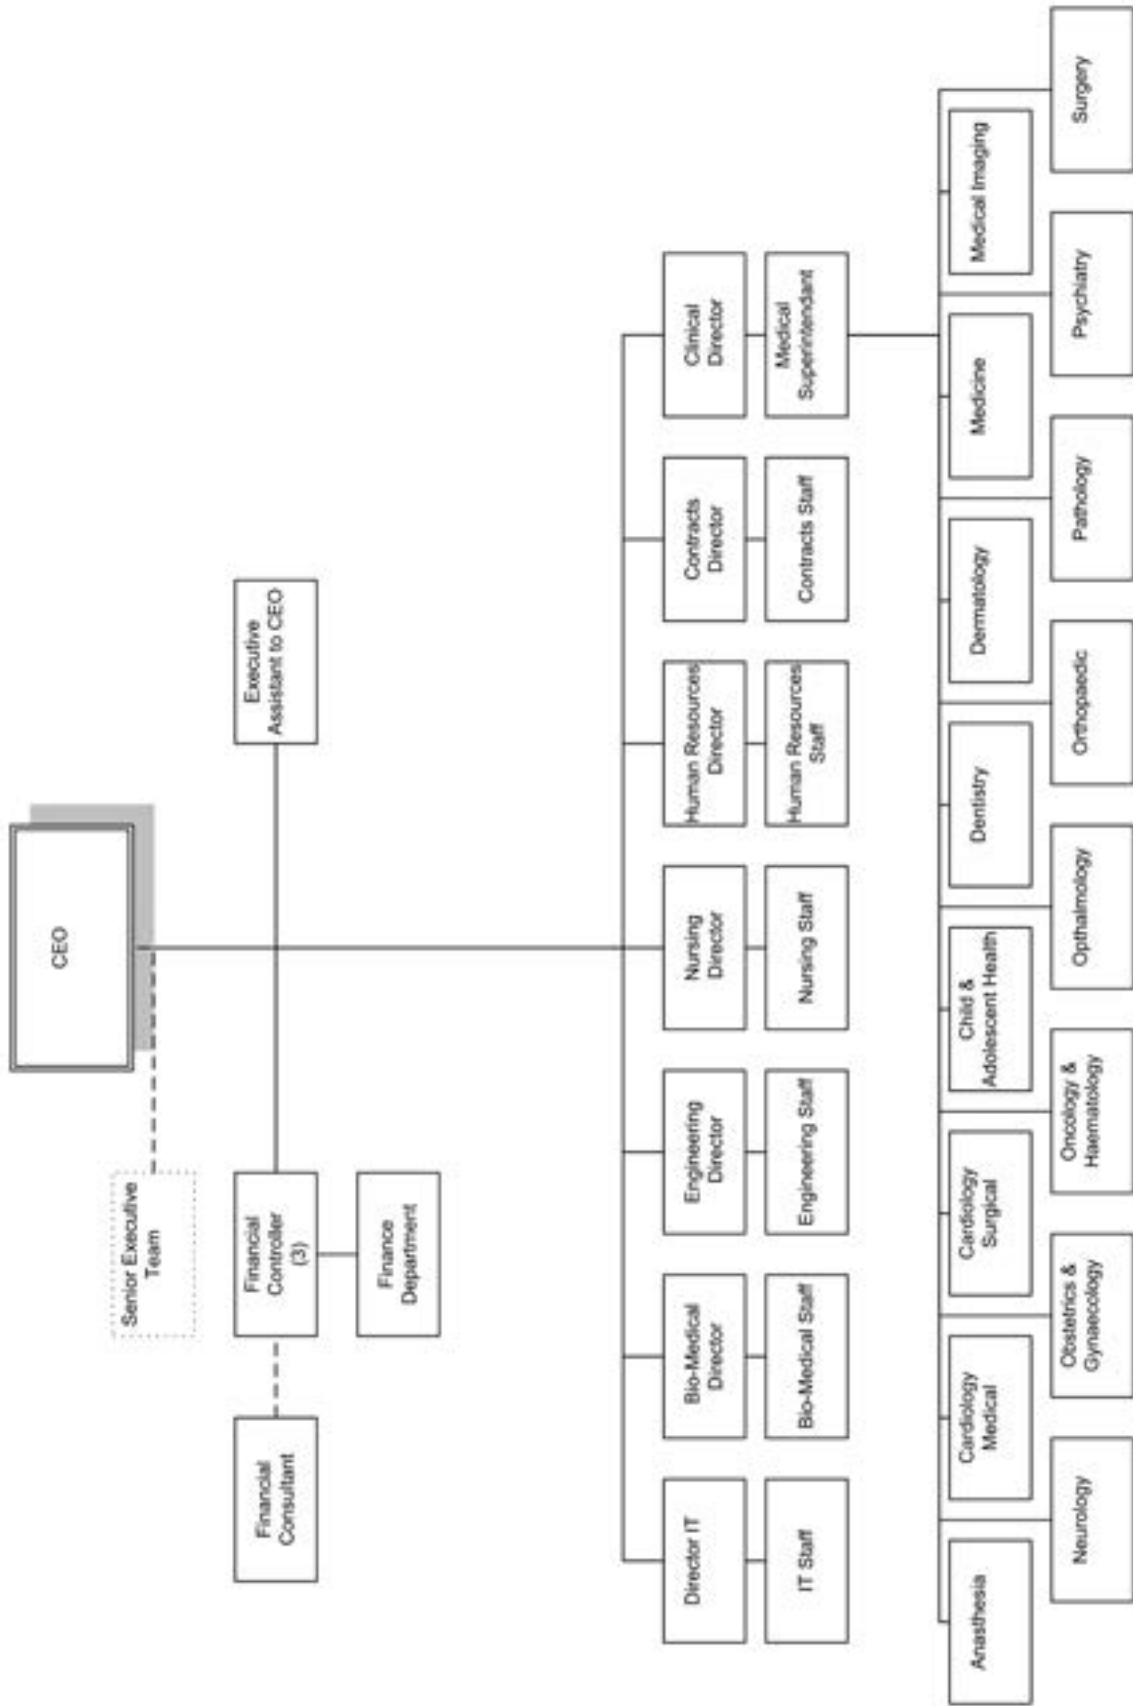 CEO
Senior Executive
Team
Financial
Consultant
Financial
Controller
(3)
Executive
Assistant to CEO
Finance
Department
Director IT
Bio-Medical
Director
Engineering
Director
Nursing
Director
Human Resources
Director
Contracts
Director
Clinical
Director
IT Staff
Bio-Medical Staff
Engineering Staff
Nursing Staff
Human Resources
Staff
Contracts Staff
Medical
Superintendant
Anasthesia
Cardiology
Medical
Cardiology
Surgical
Child &
Adolescent Health
Dentistry
Dermatology
Medicine
Medical Imaging
Neurology
Obstetrics &
Gynaecology
Oncology &
Haematology
Opthalmology
Orthopaedic
Pathology
Psychiatry
Surgery